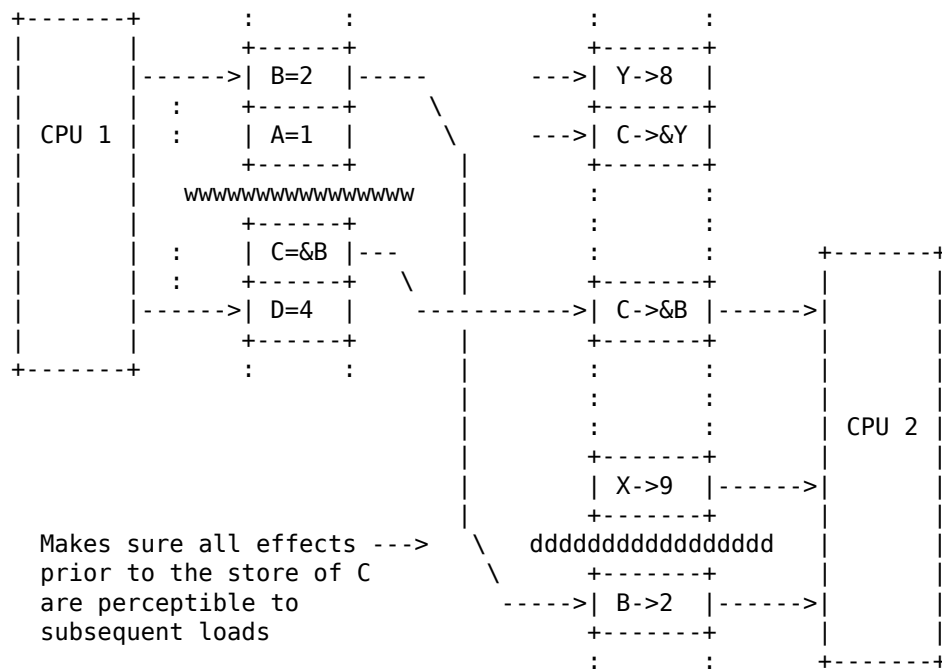 +-------+       :      :                :       :
|       |       +------+                +-------+
|       |------>| B=2  |-----       --->| Y->8  |
|       |  :    +------+     \          +-------+
| CPU 1 |  :    | A=1  |      \     --->| C->&Y |
|       |       +------+       |        +-------+
|       |   wwwwwwwwwwwwwwww   |        :       :
|       |       +------+       |        :       :
|       |  :    | C=&B |---    |        :       :       +-------+
|       |  :    +------+   \   |        +-------+       |       |
|       |------>| D=4  |    ----------->| C->&B |------>|       |
|       |       +------+       |        +-------+       |       |
+-------+       :      :       |        :       :       |       |
                               |        :       :       |       |
                               |        :       :       | CPU 2 |
                               |        +-------+       |       |
                               |        | X->9  |------>|       |
                               |        +-------+       |       |
  Makes sure all effects --->   \   ddddddddddddddddd   |       |
  prior to the store of C        \      +-------+       |       |
  are perceptible to              ----->| B->2  |------>|       |
  subsequent loads                      +-------+       |       |
                                        :       :       +-------+